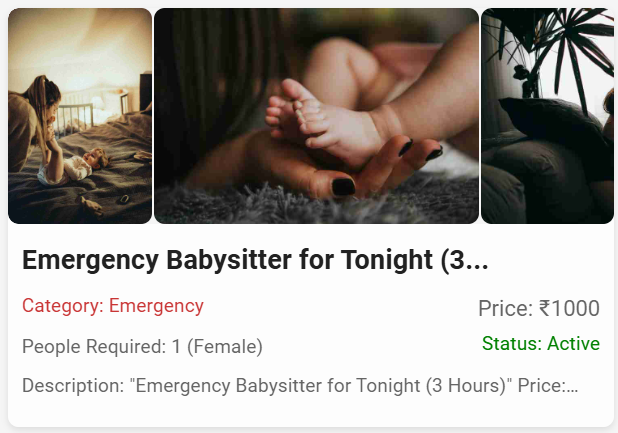 Emergency Babysitter for Tonight (3...
Category: Emergency
Price: ₹1000
People Required: 1 (Female)
Status: Active
Description: "Emergency Babysitter for Tonight (3 Hours)" Price:...